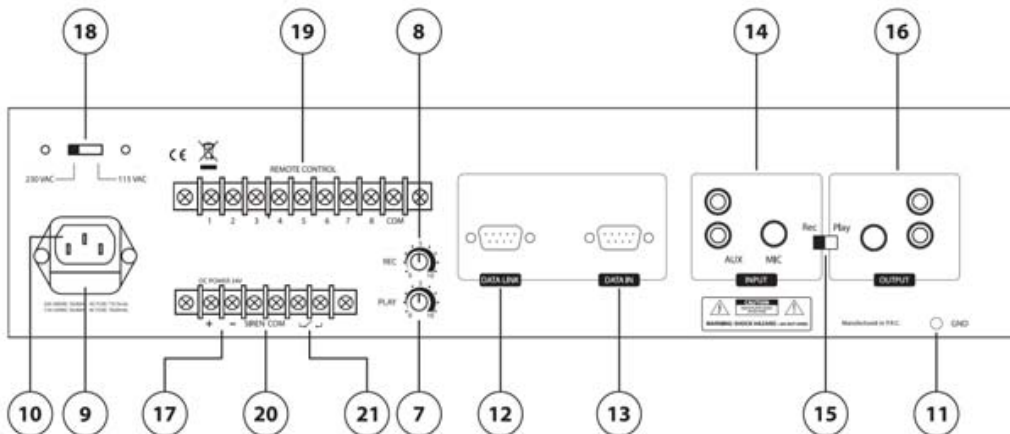 18
19
8
14
16
CE
REMOTE CONTROL
230 VAC
115 VAC
1 2 3 4 5 6 7 8 COM
REC
0 10
DC POWER 24V
PLAY
0 10
+ - SIREN COM
DATA LINK
DATA IN
AUX MIC
INPUT
Rec Play
OUTPUT
CAUTION
WARNING: SHOCK HAZARD
Manufactured in P.R.C.
GND
10
9
17
20
21
7
12
13
15
11